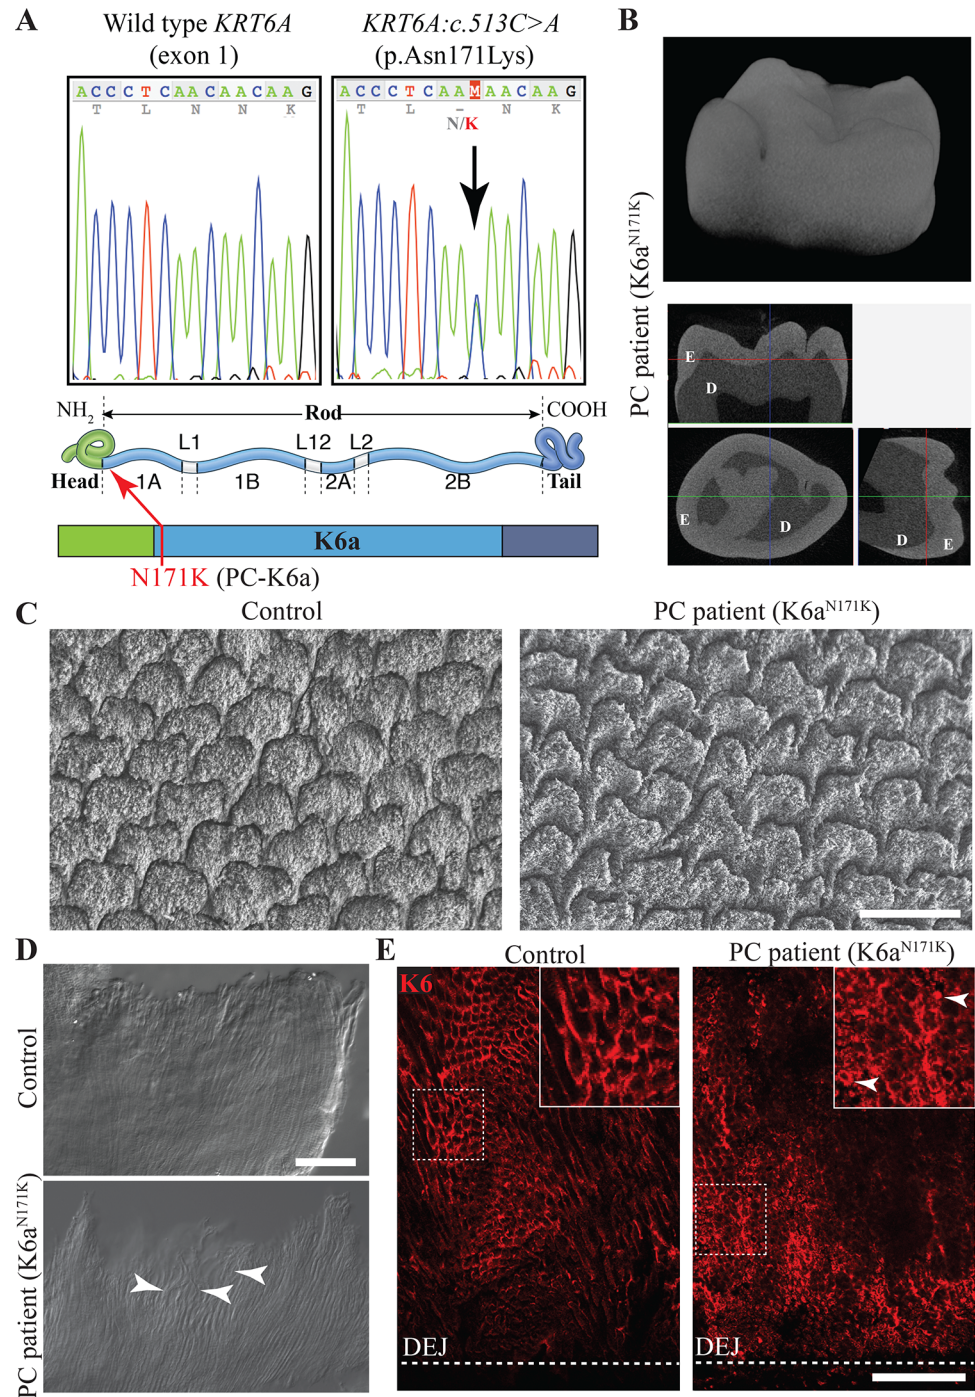 A
Wild type KRT6A
(exon 1)
KRT6A:c.513C>A
(p.Asn171Lys)
B
ACCCTCAACAACAAG
T L N N K
ACCCTCAAMAACAAG
T L – N K
N/K
NH2
Rod
COOH
L1
L12
L2
Head
1A
1B
2A
2B
Tail
K6a
N171K (PC-K6a)
PC patient (K6aN171K)
E
D
E
D
D
E
C
Control
PC patient (K6aN171K)
D
Control
PC patient (K6aN171K)
E
Control
PC patient (K6aN171K)
K6
DEJ
DEJ